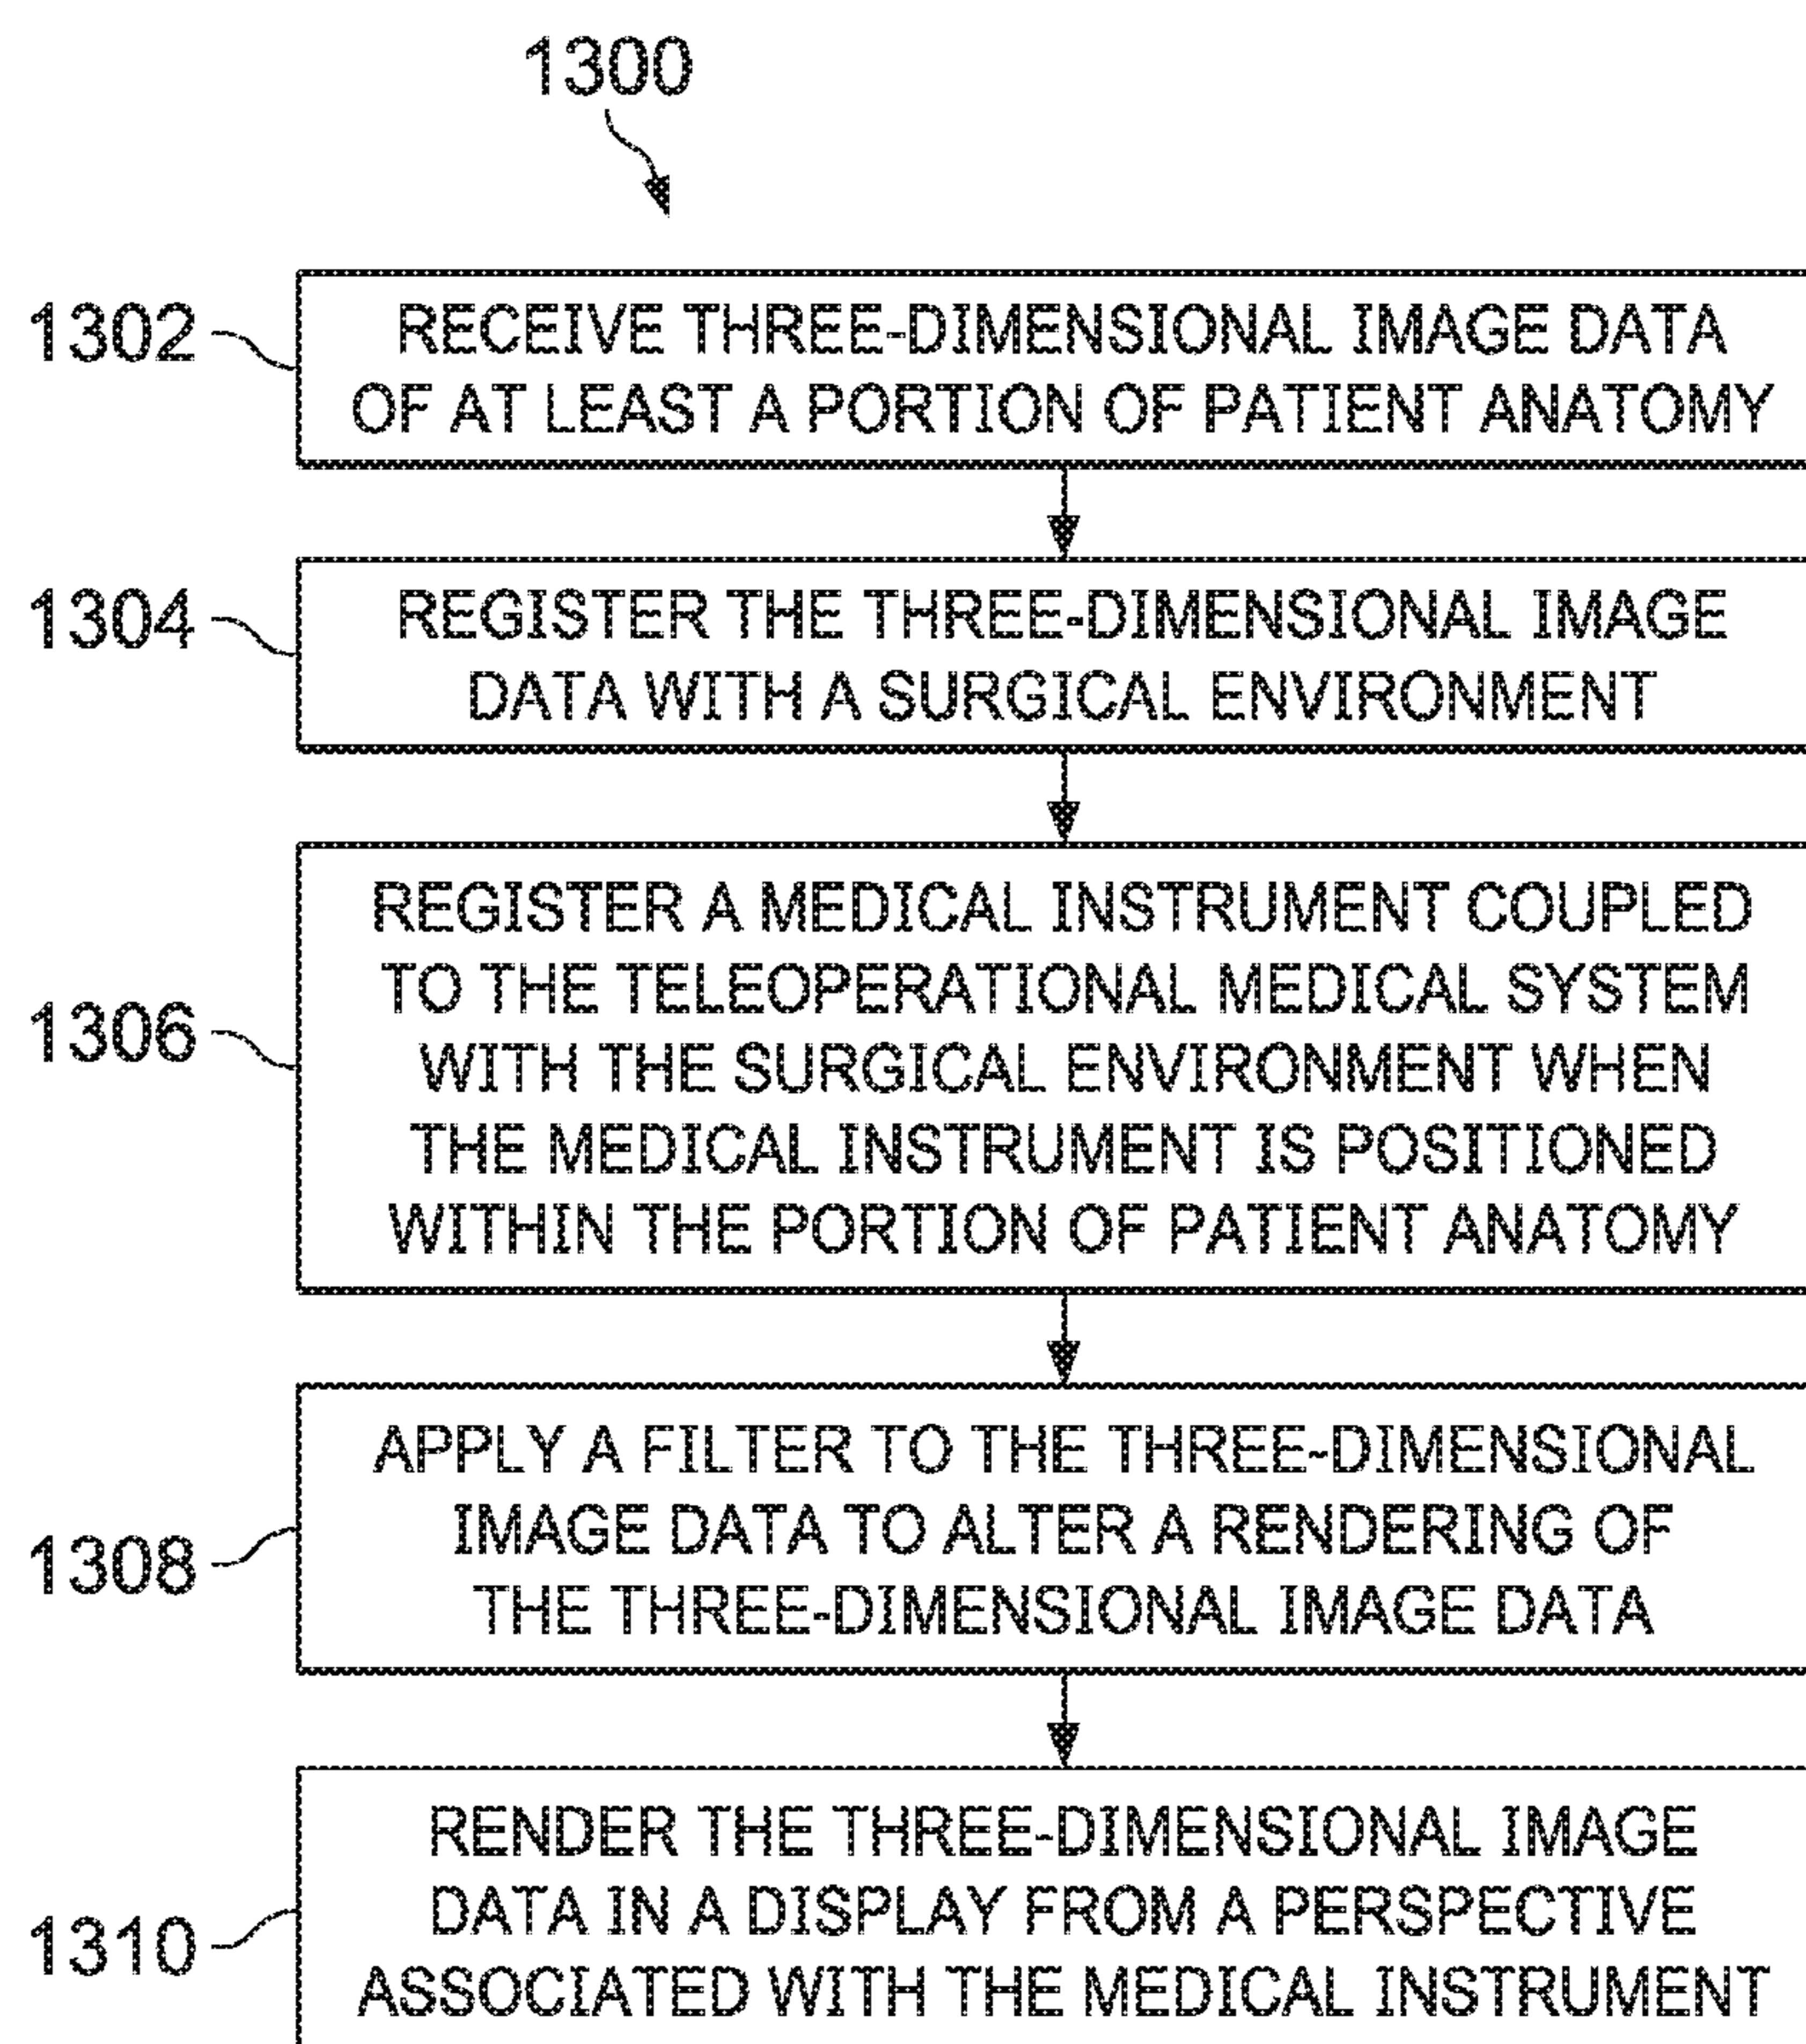 1300
1302
RECEIVE THREE-DIMENSIONAL IMAGE DATA
OF AT LEAST A PORTION OF PATIENT ANATOMY
1304
REGISTER THE THREE-DIMENSIONAL IMAGE
DATA WITH A SURGICAL ENVIRONMENT
1306
REGISTER A MEDICAL INSTRUMENT COUPLED
TO THE TELEOPERATIONAL MEDICAL SYSTEM
WITH THE SURGICAL ENVIRONMENT WHEN
THE MEDICAL INSTRUMENT IS POSITIONED
WITHIN THE PORTION OF PATIENT ANATOMY
1308
APPLY A FILTER TO THE THREE-DIMENSIONAL
IMAGE DATA TO ALTER A RENDERING OF
THE THREE-DIMENSIONAL IMAGE DATA
1310
RENDER THE THREE-DIMENSIONAL IMAGE
DATA IN A DISPLAY FROM A PERSPECTIVE
ASSOCIATED WITH THE MEDICAL INSTRUMENT